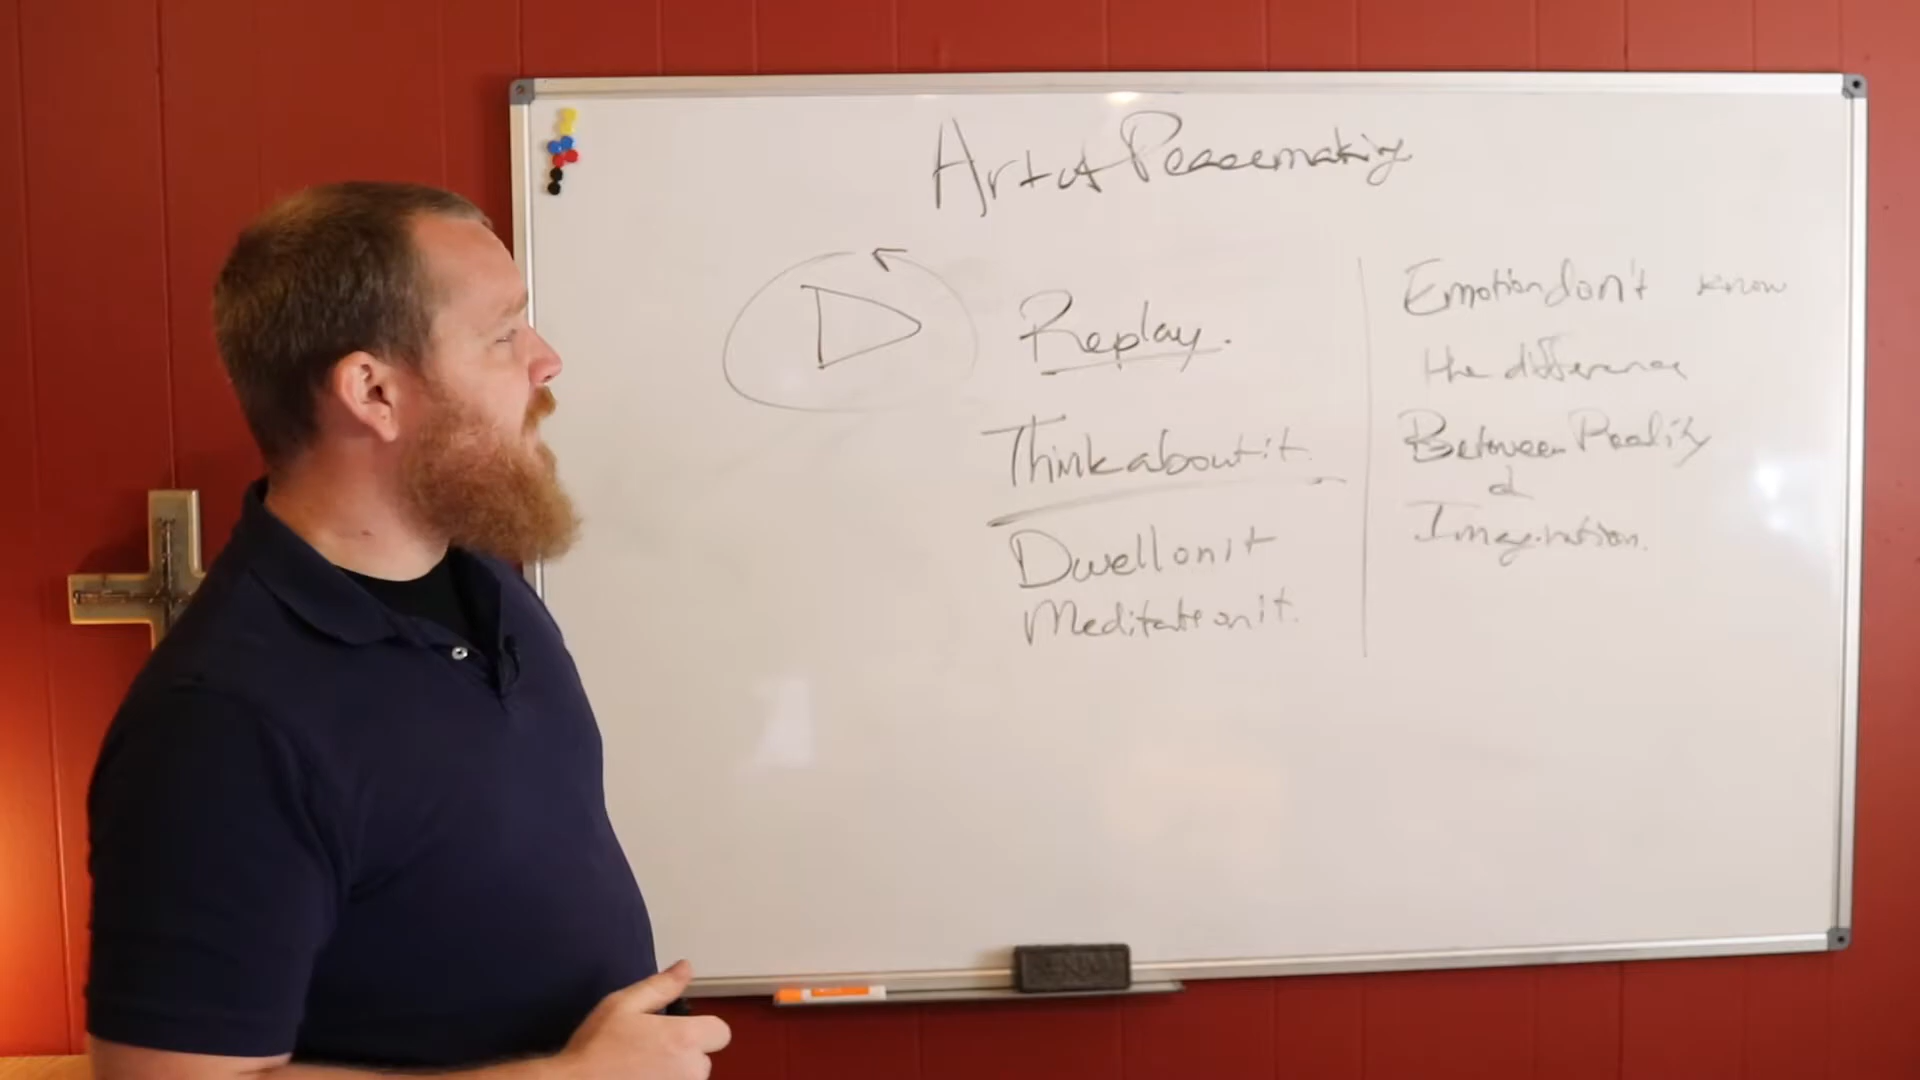 Art of Peacemaking
Replay.
Think about it.
Dwell on it
Meditate on it.
Emotion don't know
the difference
Between Reality
&
Imagination.